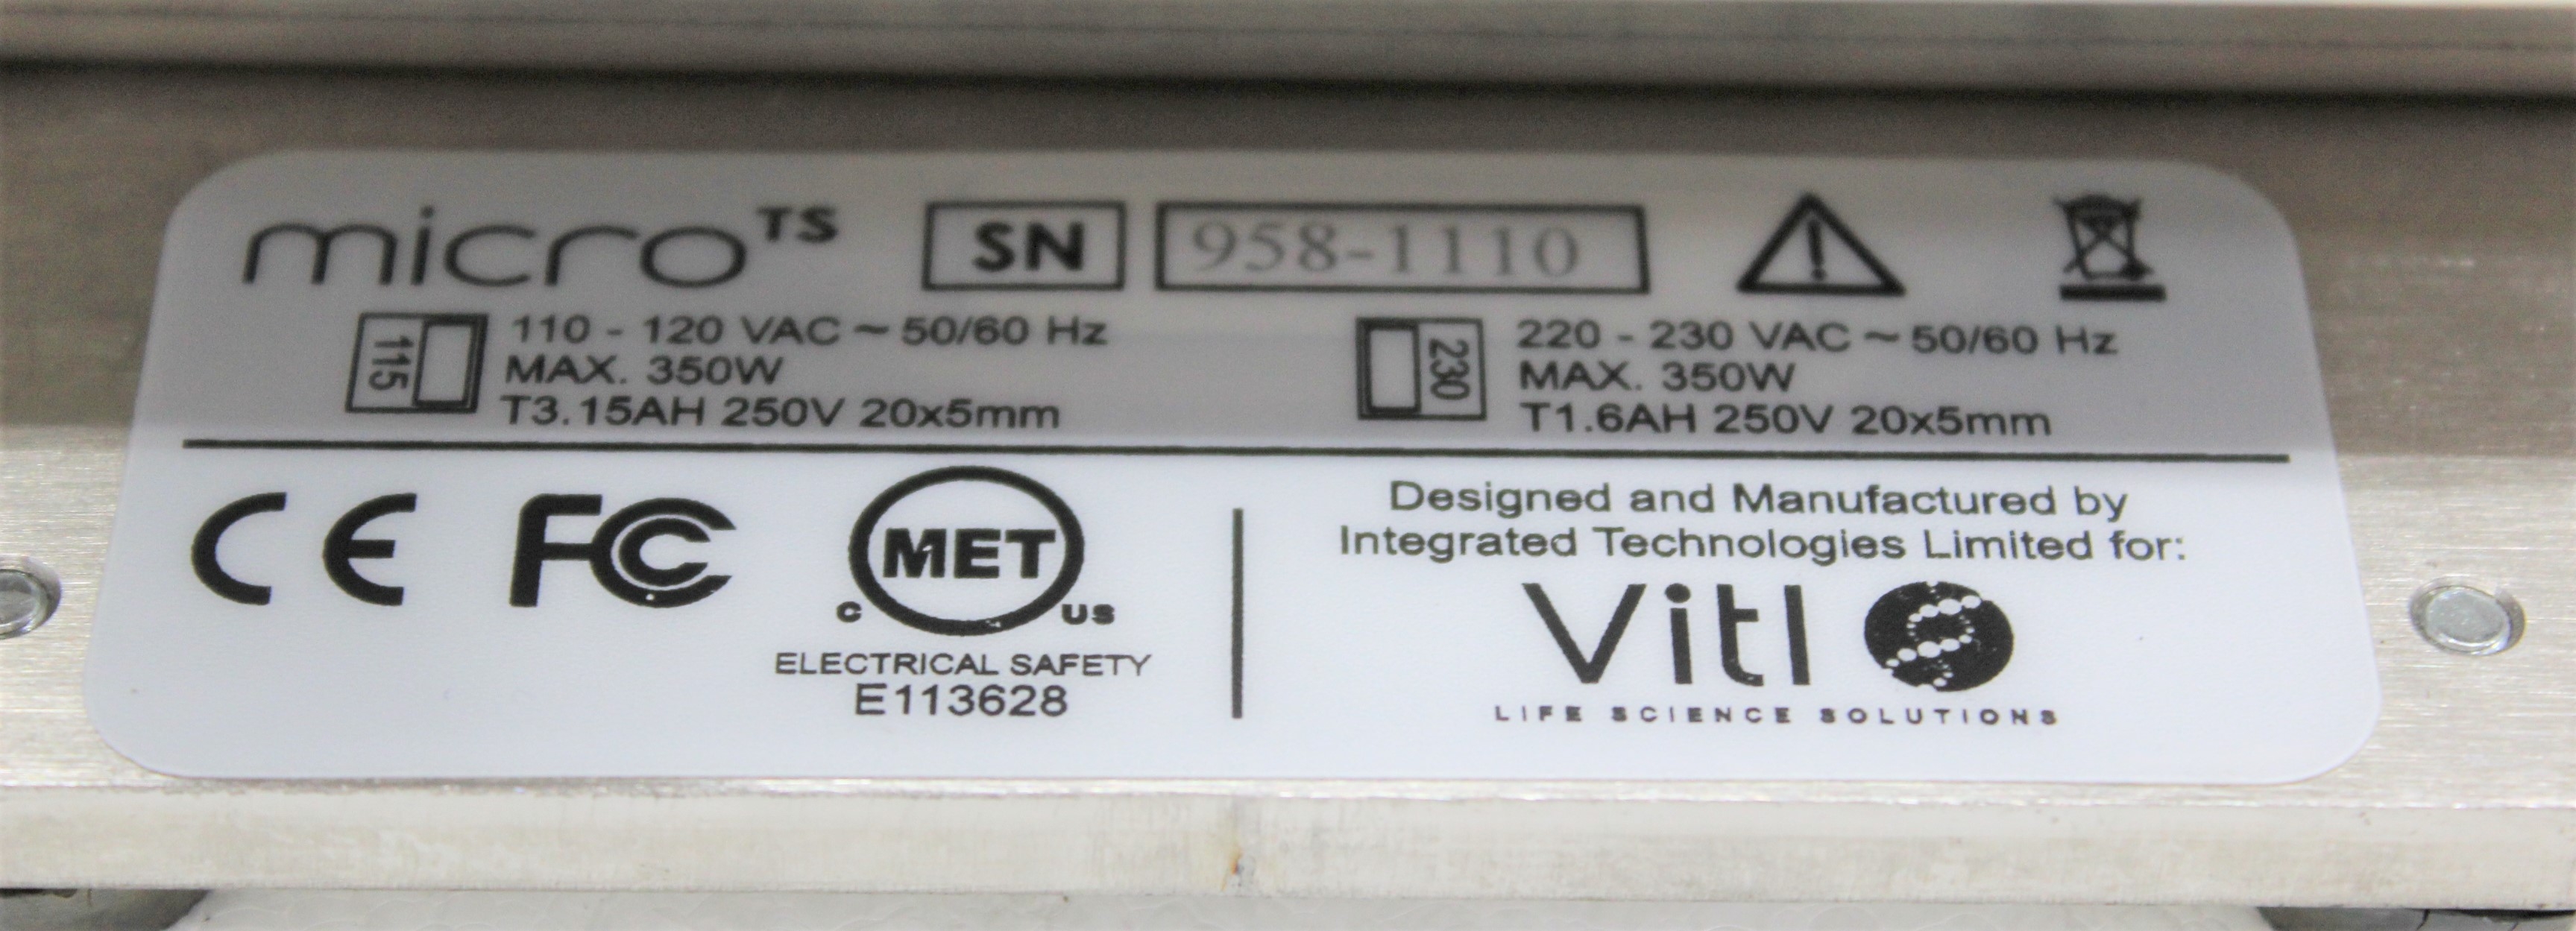 micro TS SN 958-1110
115 110 - 120 VAC ~ 50/60 Hz
MAX. 350W
T3.15AH 250V 20x5mm
230 220 - 230 VAC ~ 50/60 Hz
MAX. 350W
T1.6AH 250V 20x5mm
CE FC
MET
C US
ELECTRICAL SAFETY
E113628
Designed and Manufactured by
Integrated Technologies Limited for:
Vitl
LIFE SCIENCE SOLUTIONS